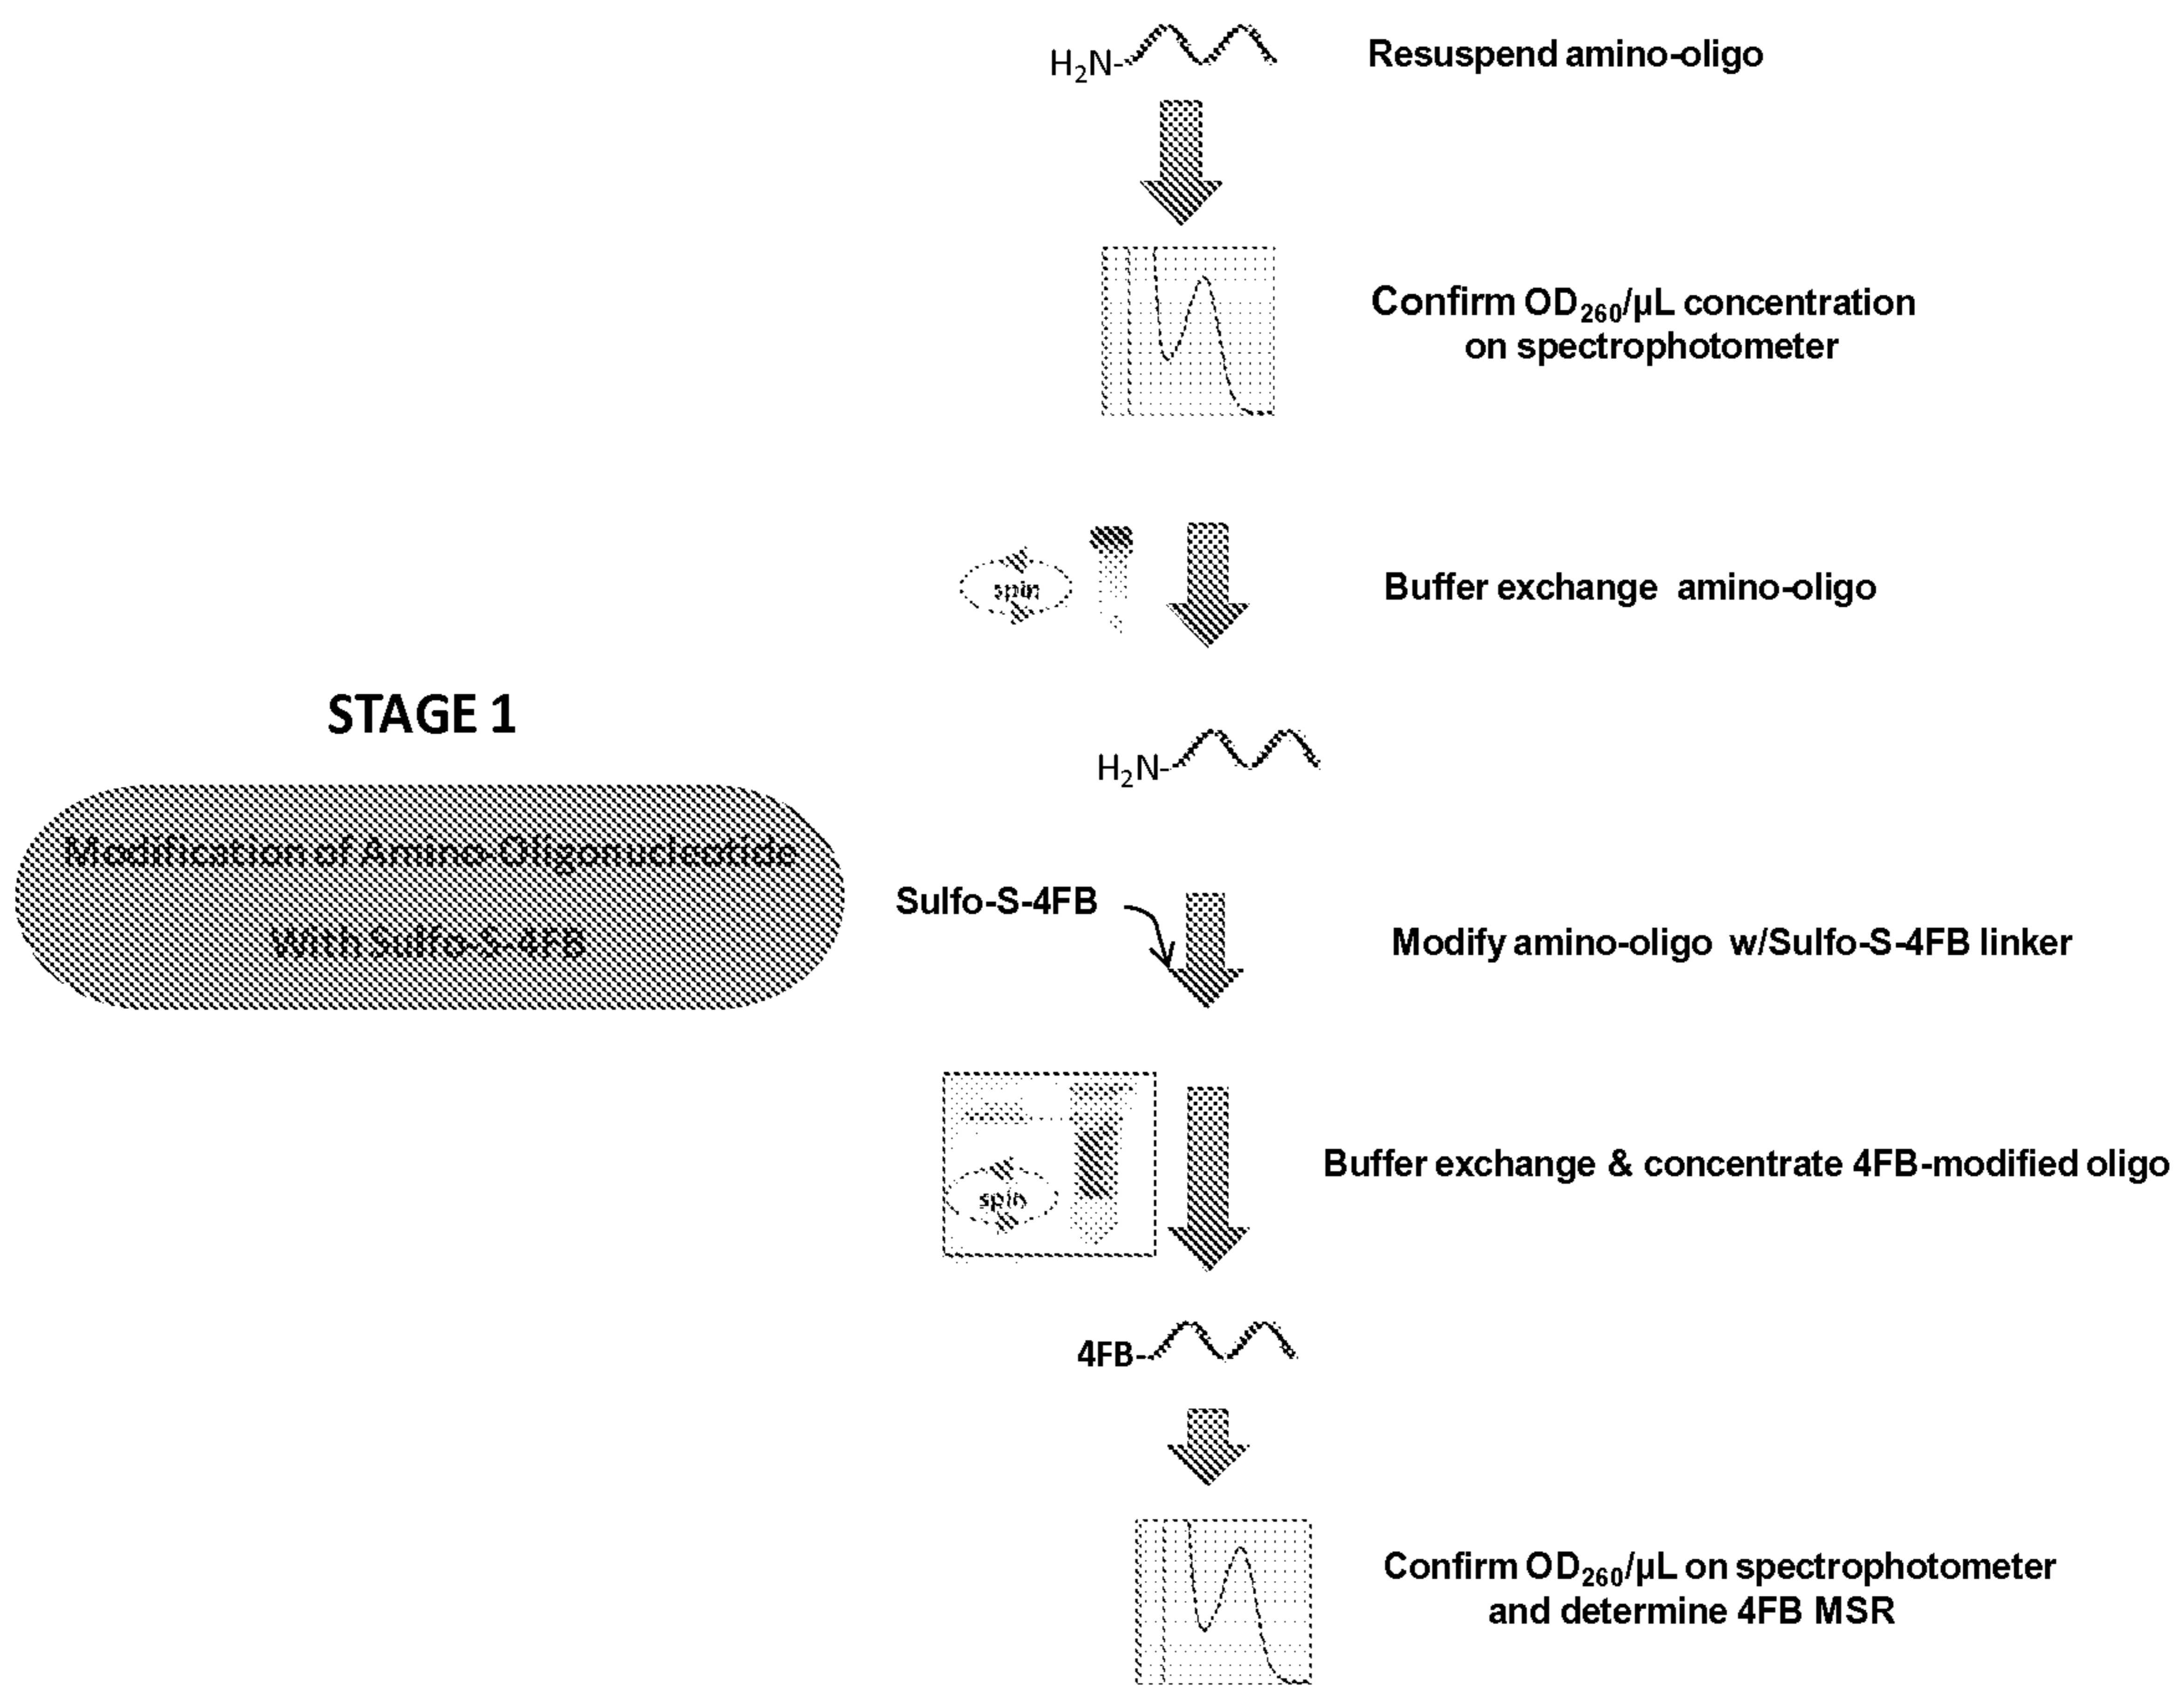 H₂N-
Resuspend amino-oligo
Confirm OD₂₆₀/µL concentration
on spectrophotometer
spin
Buffer exchange amino-oligo
STAGE 1
H₂N-
Modification of Amino-Oligonucleotide
With Sulfo-S-4FB
Sulfo-S-4FB
Modify amino-oligo w/Sulfo-S-4FB linker
spin
Buffer exchange & concentrate 4FB-modified oligo
4FB-
Confirm OD₂₆₀/µL on spectrophotometer
and determine 4FB MSR